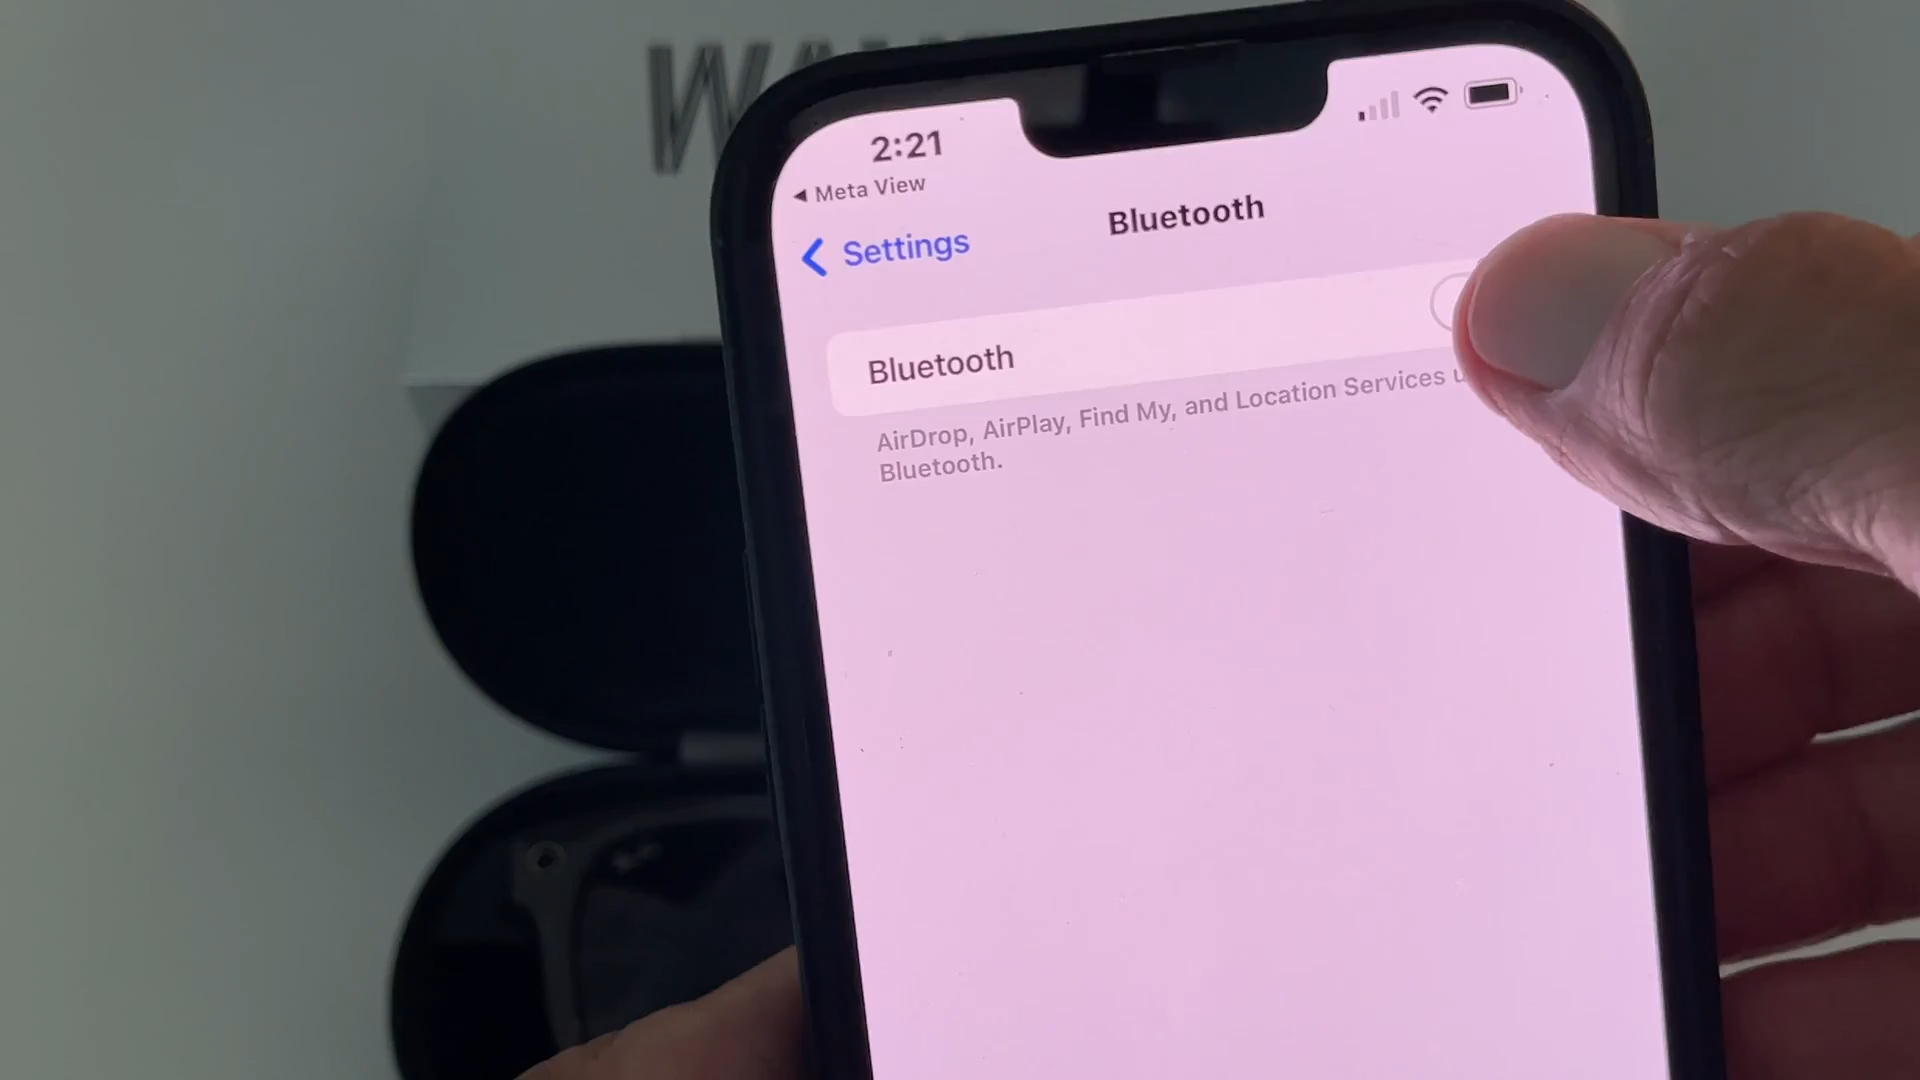 2:21
◀ Meta View
Settings
Bluetooth
Bluetooth
AirDrop, AirPlay, Find My, and Location Services
Bluetooth.